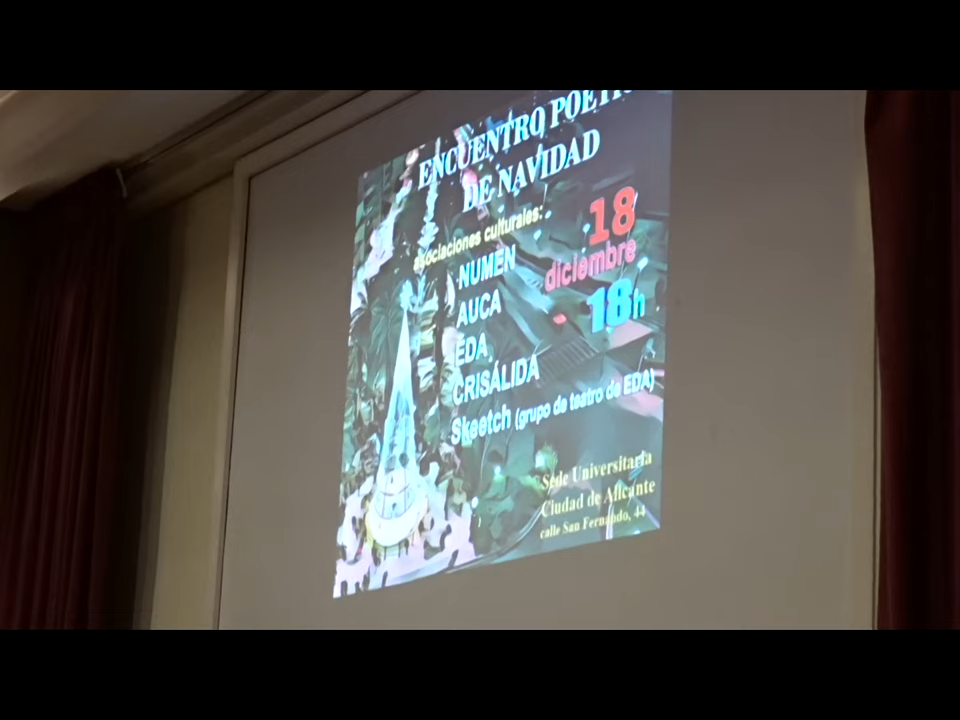 ENCUENTRO
DE NAVIDAD
asociaciones culturales:
18
diciembre
18h
NUMEN
AUCA
EDA
CRISÁLIDA
Skeetch (grupo de teatro de EDA)
Sede Universitaria
Ciudad de Alicante
calle San Fernando, 44